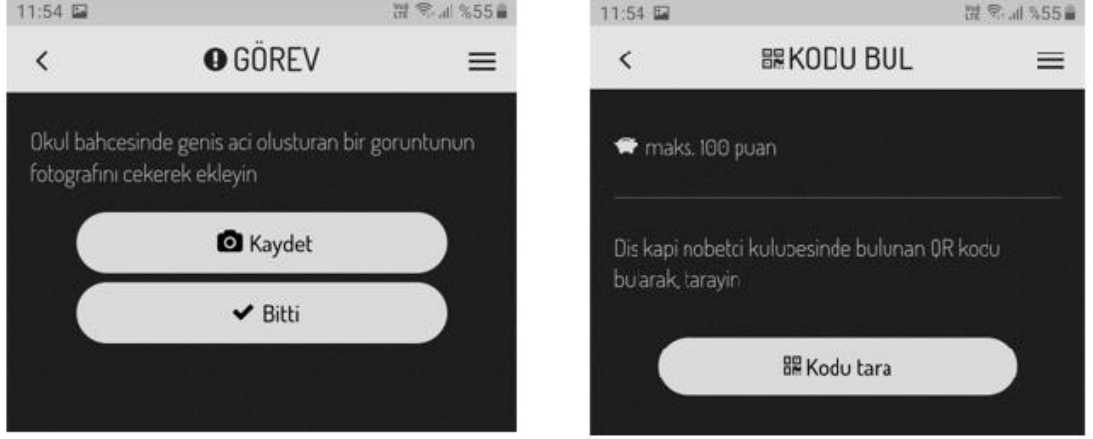 11:54 %55
GÖREV
Okul bahcesinde genis aci olusturan bir goruntunun
fotografını cekerek ekleyin
Kaydet
Bitti
11:54 %55
KODU BUL
maks. 100 puan
Dis kapi nobetci kulubesinde bulunan QR kodu
bularak, tarayin
Kodu tara